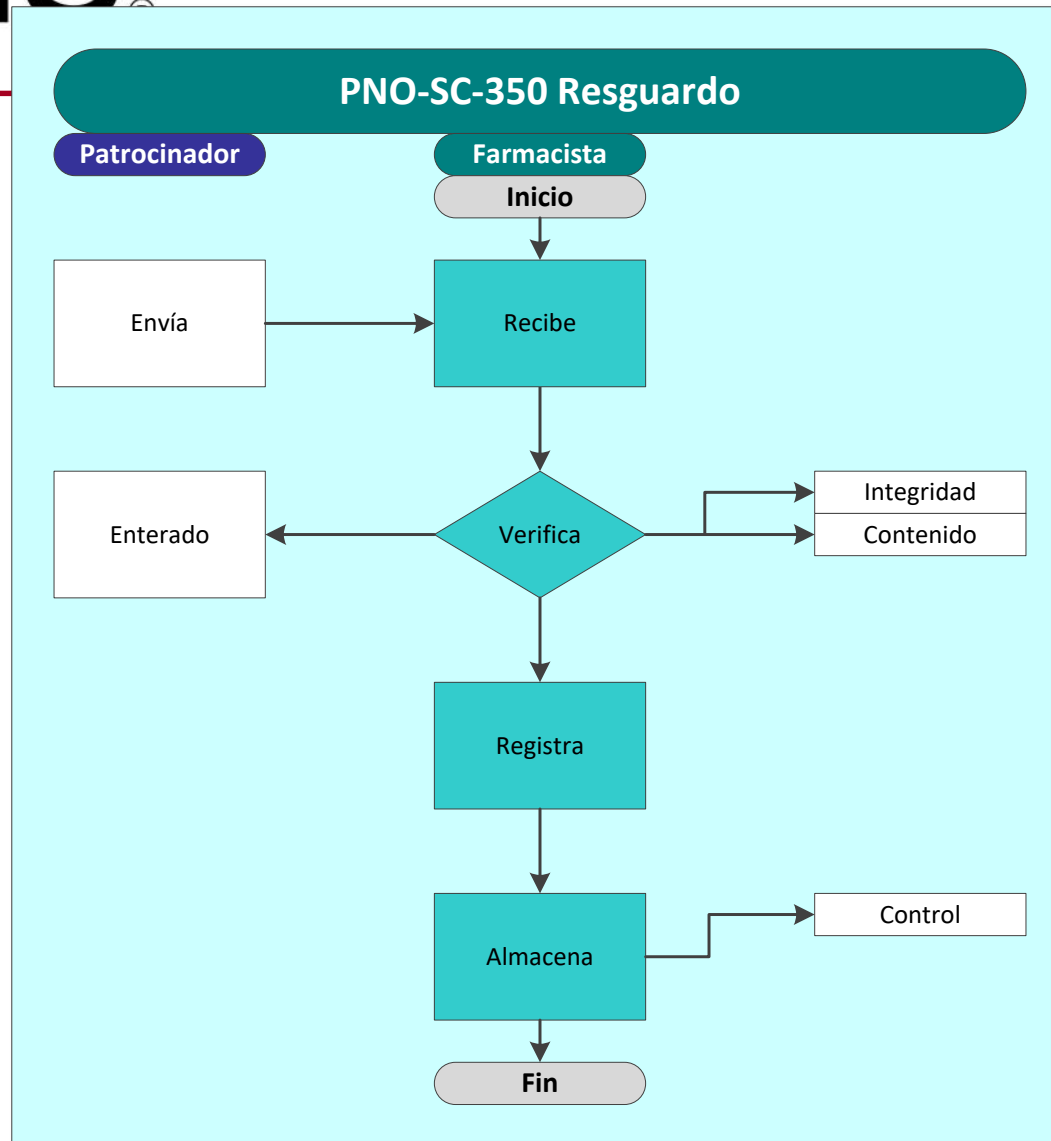 PNO-SC-350 Resguardo
Patrocinador
Farmacista
Inicio
Envía
Recibe
Enterado
Verifica
Integridad
Contenido
Registra
Almacena
Control
Fin